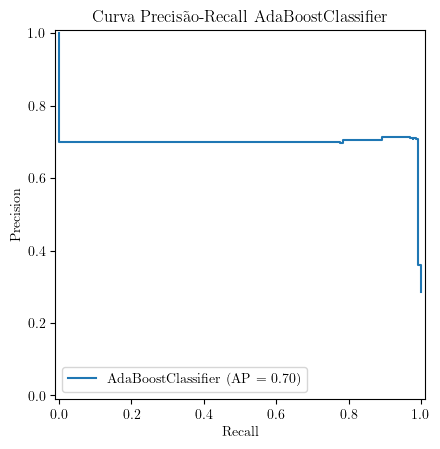 Curva Precisão-Recall AdaBoostClassifier
1.0
0.8
0.6
0.4
0.2
0.0
Precision
AdaBoostClassifier (AP = 0.70)
0.0 0.2 0.4 0.6 0.8 1.0
Recall